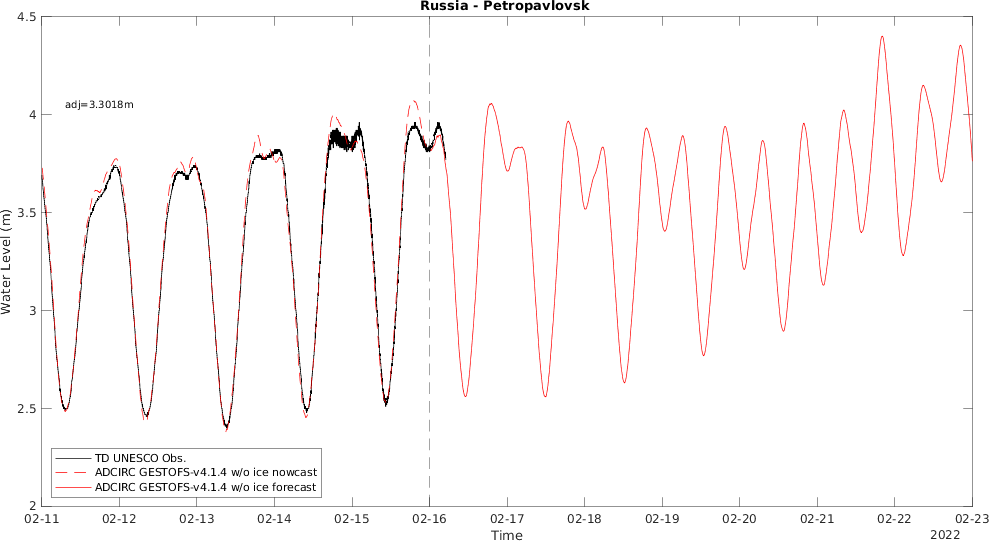 Russia - Petropavlovsk
4.5
4
3.5
3
2.5
2
Water Level (m)
adj=3.3018m
TD UNESCO Obs.
ADCIRC GESTOFS-v4.1.4 w/o ice nowcast
ADCIRC GESTOFS-v4.1.4 w/o ice forecast
02-11 02-12 02-13 02-14 02-15 02-16 02-17 02-18 02-19 02-20 02-21 02-22 02-23
Time
2022